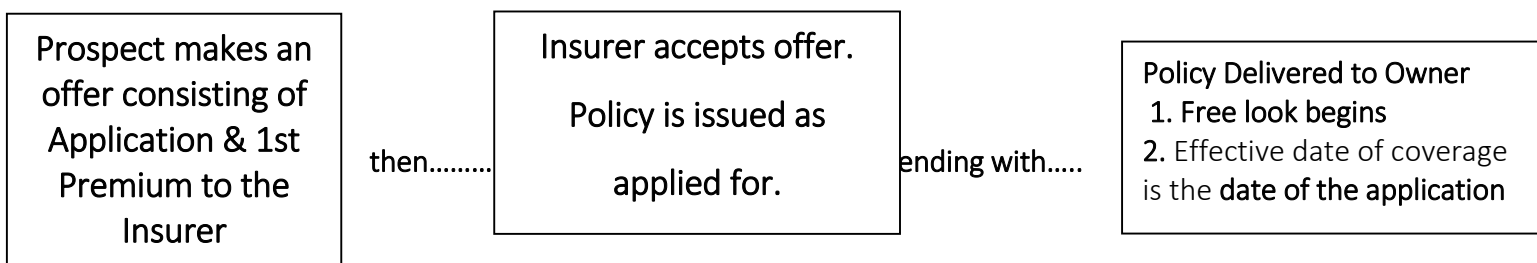 Prospect makes an
offer consisting of
Application & 1st
Premium to the
Insurer
then.........
Insurer accepts offer.
Policy is issued as
applied for.
ending with.....
Policy Delivered to Owner
1. Free look begins
2. Effective date of coverage
is the date of the application